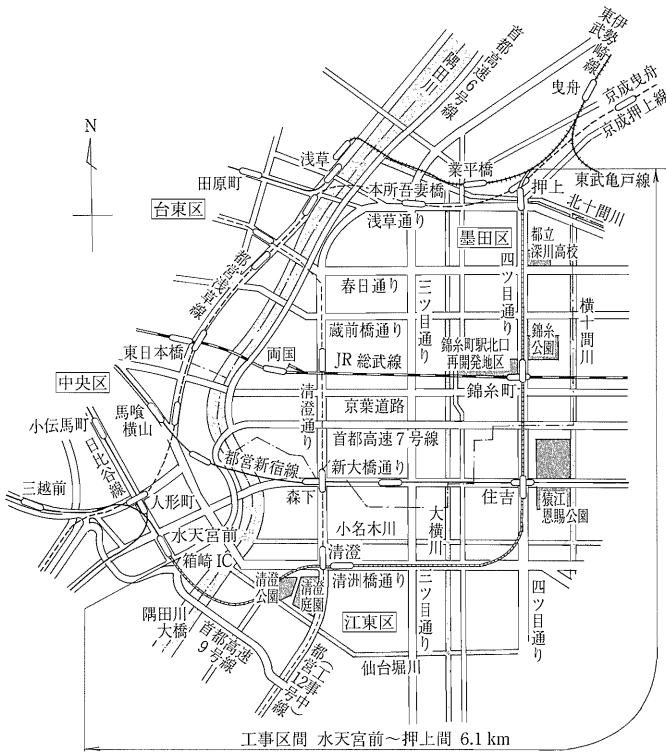 東武伊勢崎線
首都高速6号線
隅田川
曳舟
京成曳舟
京成押上線
N
浅草
業平橋
田原町
本所吾妻橋
押上
東武亀戸線
浅草通り
北十間川
台東区
墨田区
都立
深川高校
都営浅草線
四ツ目通り
春日通り
三ツ目通り
横十間川
蔵前橋通り
錦糸町駅北口
再開発地区
錦糸
公園
東日本橋
両国
JR 総武線
錦糸町
中央区
清澄通り
京葉道路
馬喰
横山
首都高速7号線
小伝馬町
日比谷線
都営新宿線
新大橋通り
三越前
人形町
森下
住吉
猿江
恩賜公園
大横川
小名木川
水天宮前
箱崎 IC
清澄
清澄
公園
清澄
庭園
清洲橋通り
三ツ目通り
四ツ目通り
隅田川
大橋
首都高速
9号線
江東区
都営12号線
(工事中)
仙台堀川
工事区間 水天宮前〜押上間 6.1 km